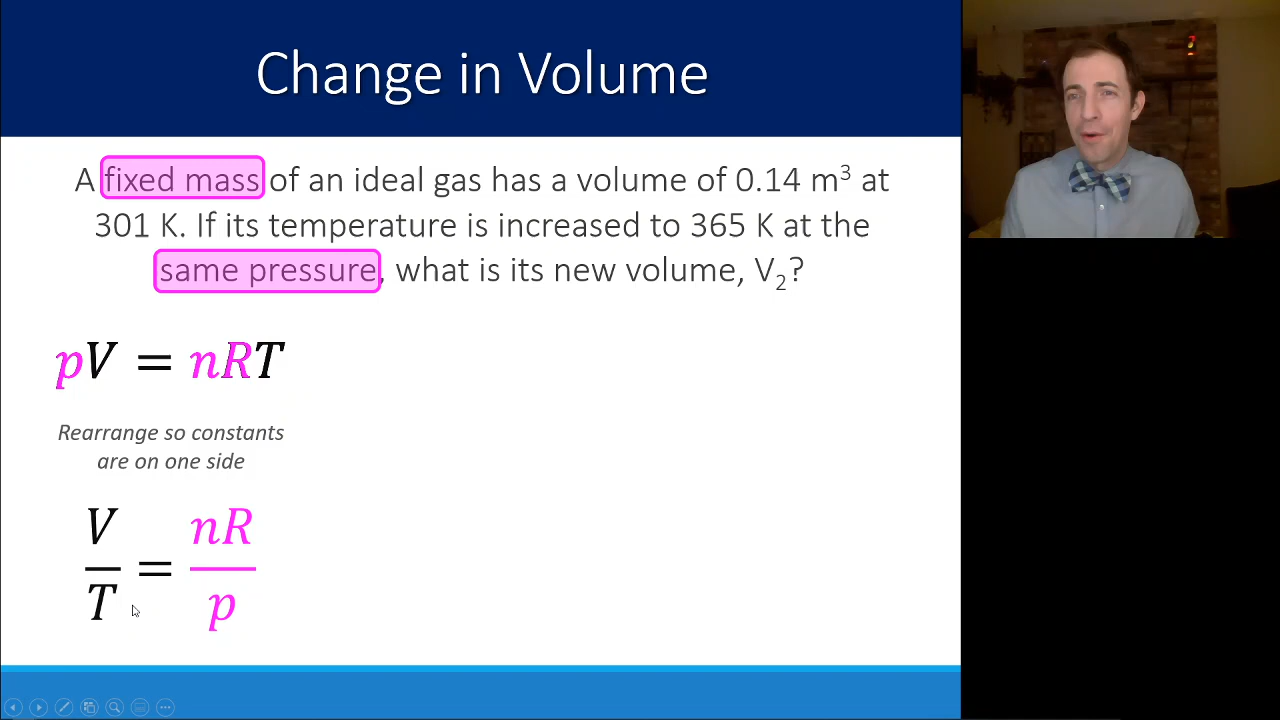 Change in Volume
A fixed mass of an ideal gas has a volume of 0.14 m³ at
301 K. If its temperature is increased to 365 K at the
same pressure, what is its new volume, V₂?
pV = nRT
Rearrange so constants
are on one side
V/T = nR/p